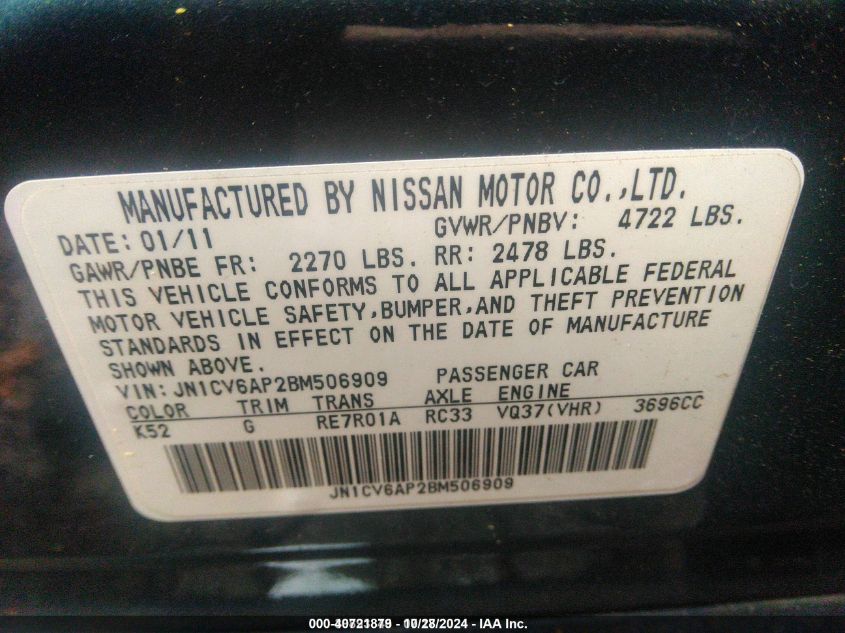 MANUFACTURED BY NISSAN MOTOR CO.,LTD.
DATE: 01/11 GVWR/PNBV: 4722 LBS.
GAWR/PNBE FR: 2270 LBS. RR: 2478 LBS.
THIS VEHICLE CONFORMS TO ALL APPLICABLE FEDERAL
MOTOR VEHICLE SAFETY,BUMPER,AND THEFT PREVENTION
STANDARDS IN EFFECT ON THE DATE OF MANUFACTURE
SHOWN ABOVE.
VIN: JN1CV6AP2BM506909 PASSENGER CAR
COLOR TRIM TRANS AXLE ENGINE
K52 G RE7R01A RC33 VQ37(VHR) 3696CC
JN1CV6AP2BM506909
- 10/28/2024 - IAA Inc.